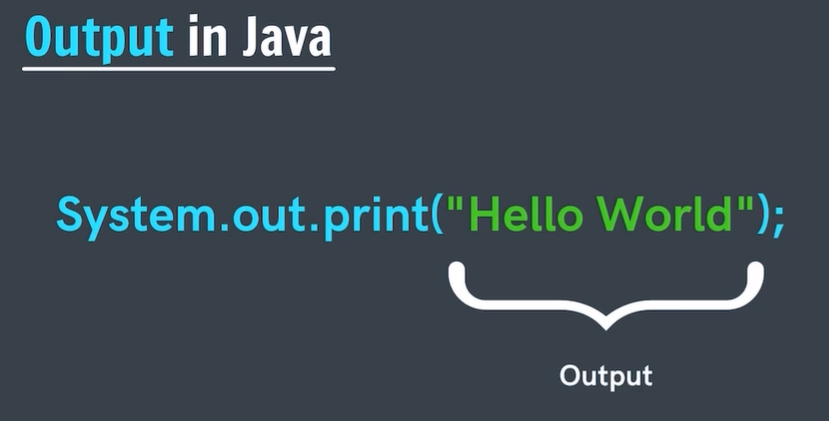 Output in Java
System.out.print("Hello World");
Output